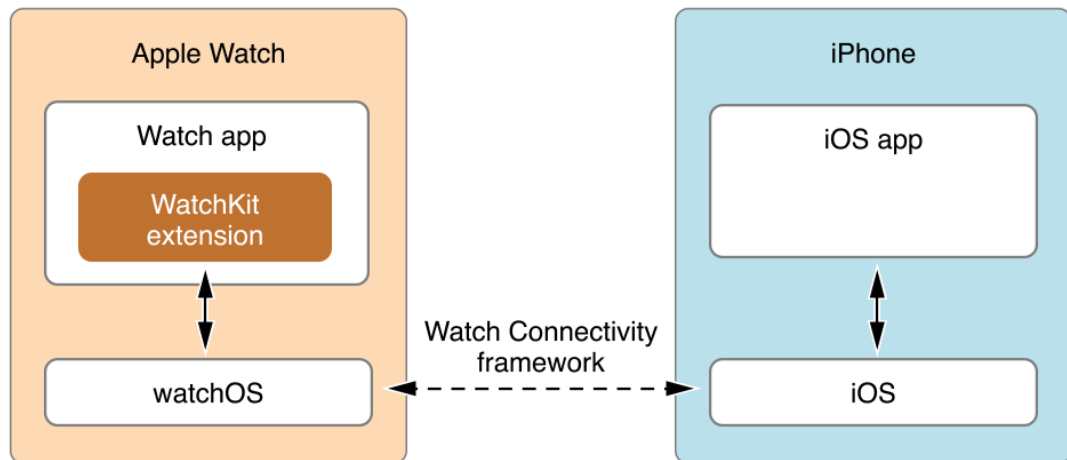 Apple Watch
Watch app
WatchKit
extension
watchOS
Watch Connectivity
framework
iPhone
iOS app
iOS